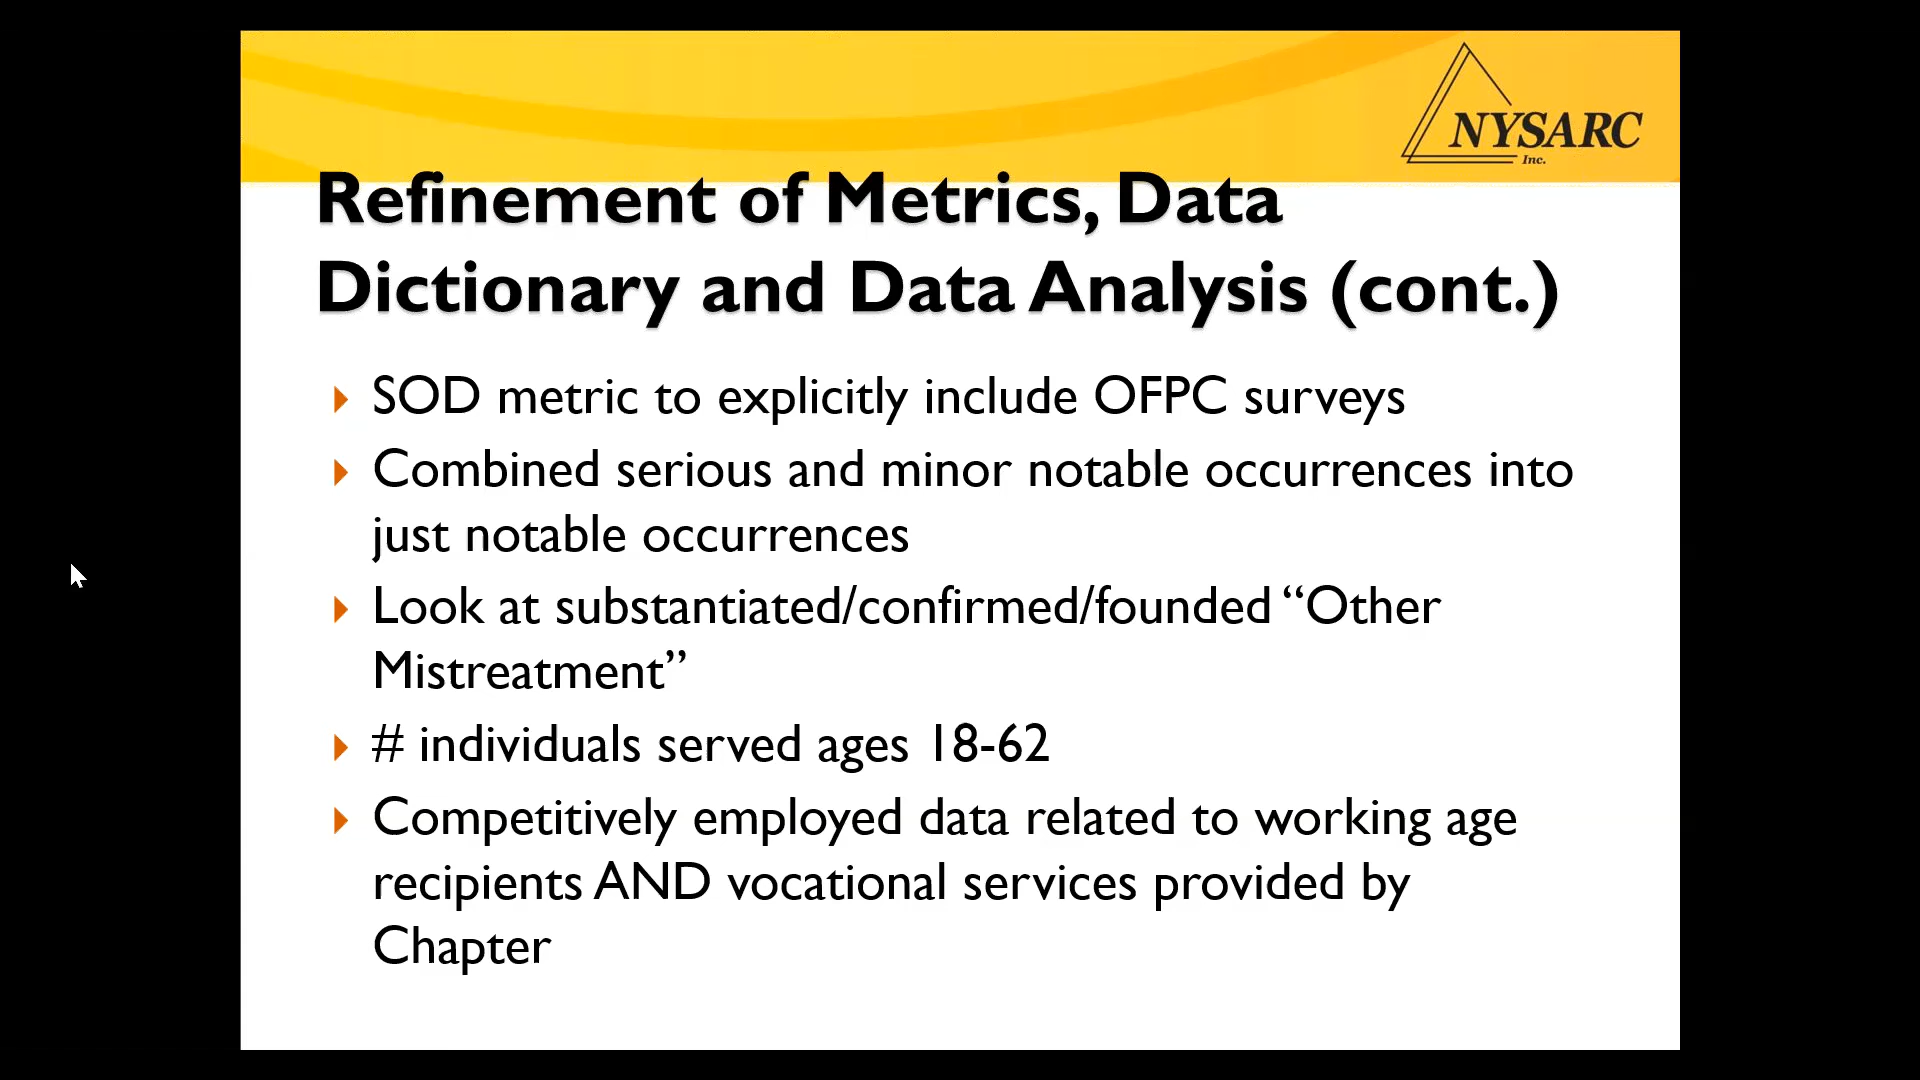 NYSARC
Inc.
Refinement of Metrics, Data
Dictionary and Data Analysis (cont.)
SOD metric to explicitly include OFPC surveys
Combined serious and minor notable occurrences into
just notable occurrences
Look at substantiated/confirmed/founded “Other
Mistreatment”
# individuals served ages 18-62
Competitively employed data related to working age
recipients AND vocational services provided by
Chapter